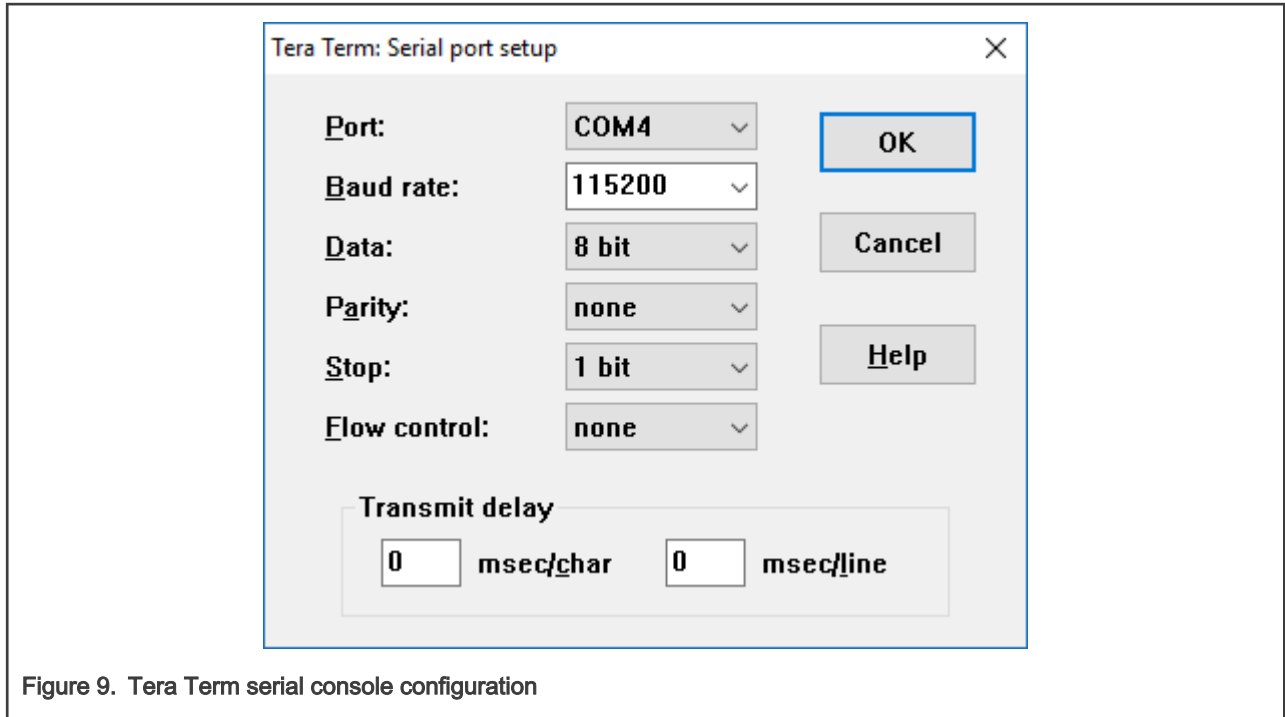 Tera Term: Serial port setup
Port: COM4
OK
Baud rate: 115200
Data: 8 bit
Cancel
Parity: none
Stop: 1 bit
Help
Flow control: none
Transmit delay
0 msec/char 0 msec/line
Figure 9. Tera Term serial console configuration